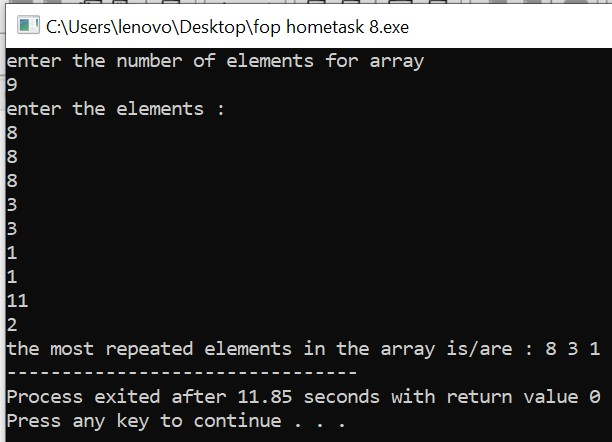 C:\Users\lenovo\Desktop\fop hometask 8.exe
enter the number of elements for array
9
enter the elements :
8
8
8
3
3
1
1
11
2
the most repeated elements in the array is/are : 8 3 1
--------------------------------
Process exited after 11.85 seconds with return value 0
Press any key to continue . . .